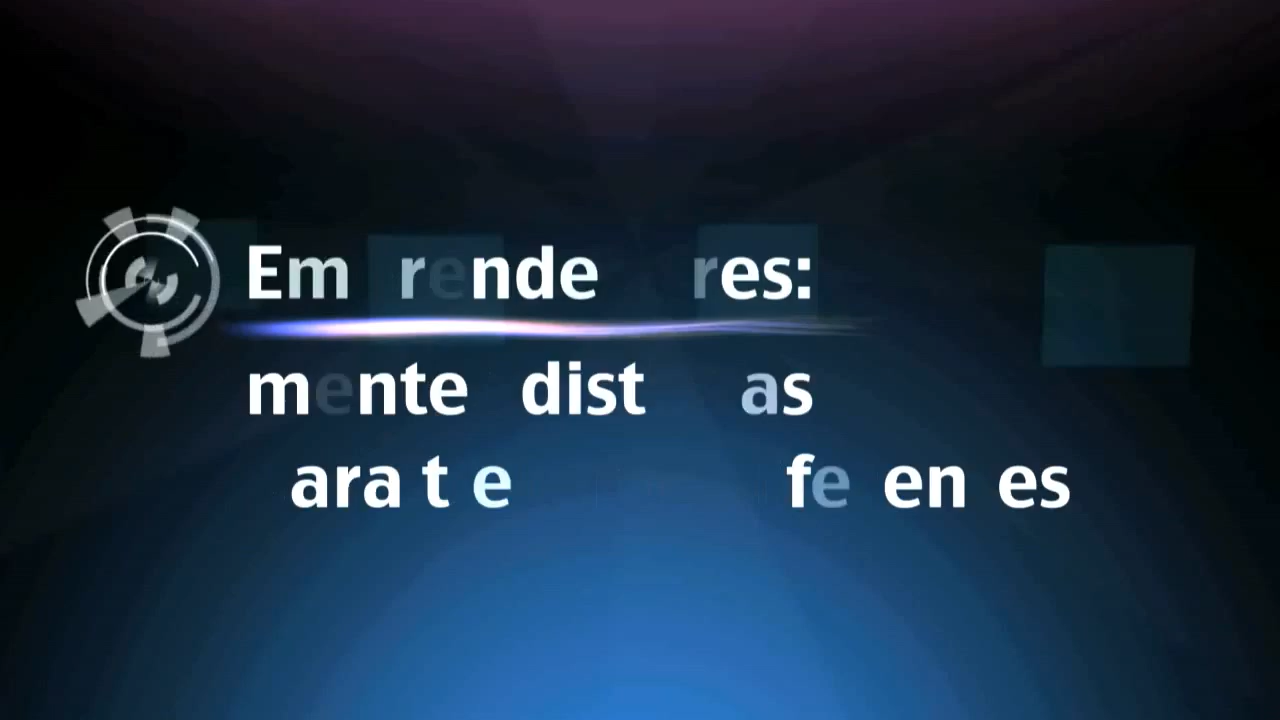 Em rende res:
mente dist as
ara t e fe en es